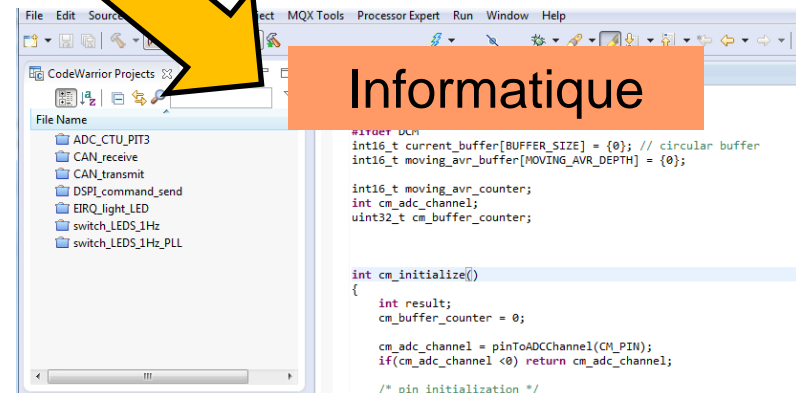 File Edit Sour ect MQX Tools Processor Expert Run Window Help
CodeWarrior Projects
Informatique
File Name
ADC_CTU_PIT3
CAN_receive
CAN_transmit
DSPI_command_send
EIRQ_light_LED
switch_LEDS_1Hz
switch_LEDS_1Hz_PLL
#ifdef DCM
int16_t current_buffer[BUFFER_SIZE] = {0}; // circular buffer
int16_t moving_avr_buffer[MOVING_AVR_DEPTH] = {0};
int16_t moving_avr_counter;
int cm_adc_channel;
uint32_t cm_buffer_counter;
int cm_initialize()
{
int result;
cm_buffer_counter = 0;
cm_adc_channel = pinToADCChannel(CM_PIN);
if(cm_adc_channel <0) return cm_adc_channel;
/* pin initialization */